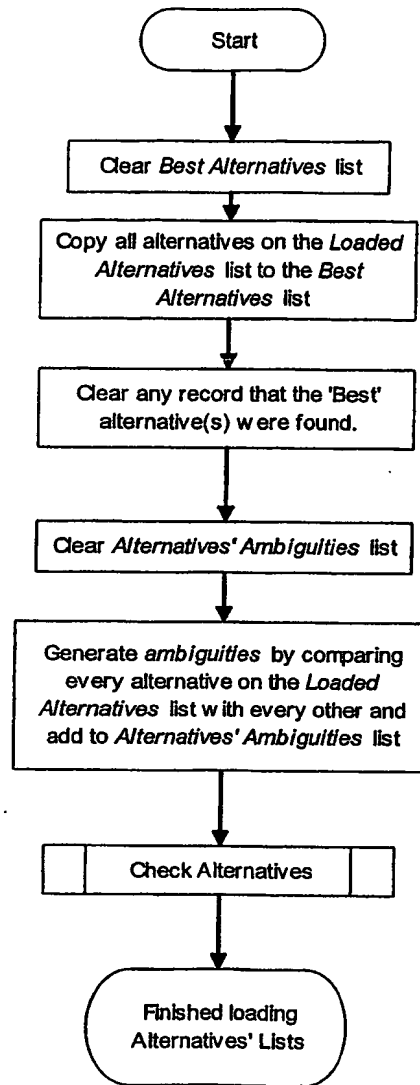 Start
Clear Best Alternatives list
Copy all alternatives on the Loaded
Alternatives list to the Best
Alternatives list
Clear any record that the 'Best'
alternative(s) were found.
Clear Alternatives' Ambiguities list
Generate ambiguities by comparing
every alternative on the Loaded
Alternatives list with every other and
add to Alternatives' Ambiguities list
Check Alternatives
Finished loading
Alternatives' Lists